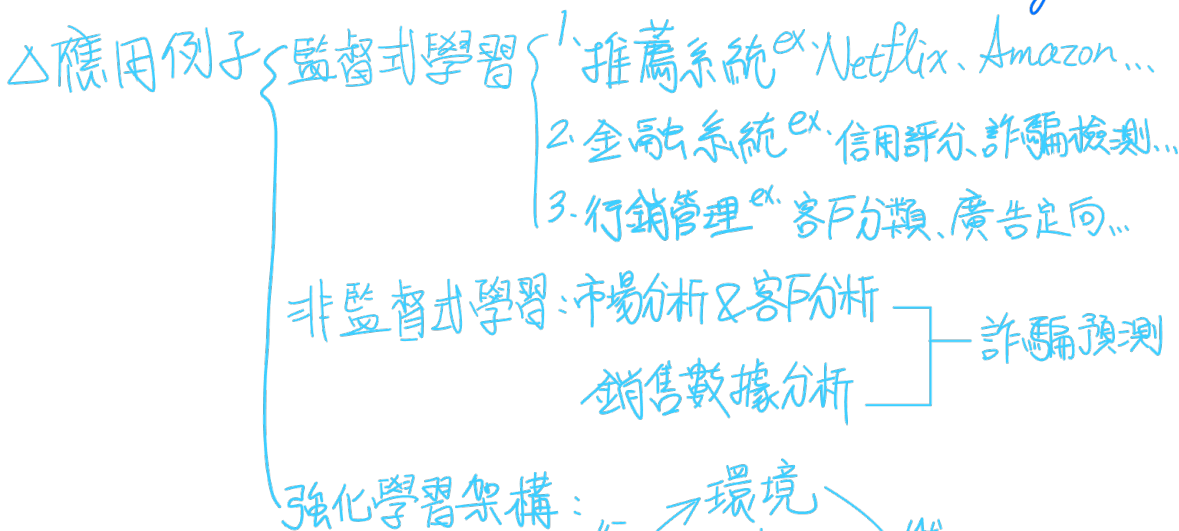 △應用例子 監督式學習 1. 推薦系統 ex. Netflix、Amazon...
2. 金融系統 ex. 信用評分、詐騙檢測...
3. 行銷管理 ex. 客戶分類、廣告定向...
非監督式學習:市場分析&客戶分析
詐騙預測
銷售數據分析
強化學習架構: 環境